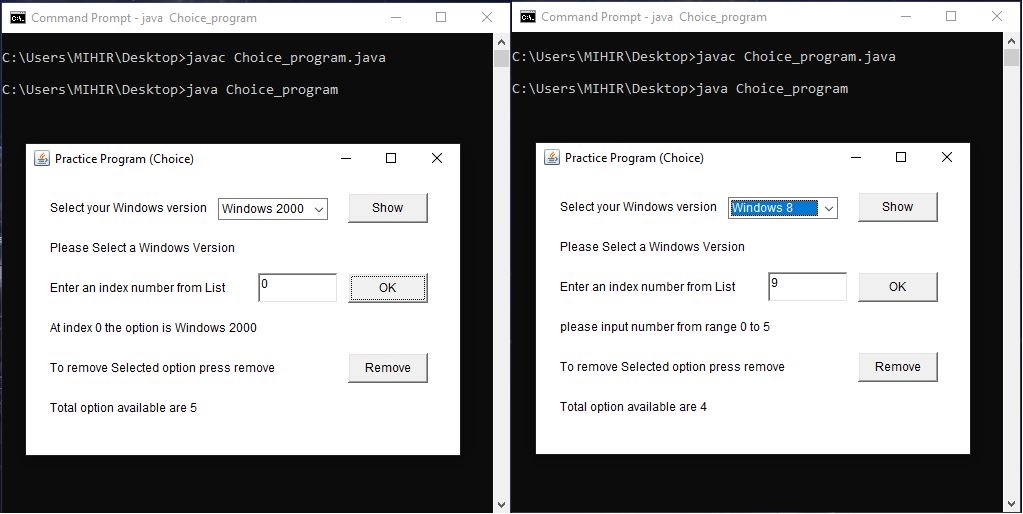 Command Prompt - java  Choice_program
C:\Users\MIHIR\Desktop>javac Choice_program.java
C:\Users\MIHIR\Desktop>java Choice_program
Practice Program (Choice)
Select your Windows version Windows 2000 Show
Please Select a Windows Version
Enter an index number from List 0 OK
At index 0 the option is Windows 2000
To remove Selected option press remove Remove
Total option available are 5
Command Prompt - java  Choice_program
C:\Users\MIHIR\Desktop>javac Choice_program.java
C:\Users\MIHIR\Desktop>java Choice_program
Practice Program (Choice)
Select your Windows version Windows 8 Show
Please Select a Windows Version
Enter an index number from List 9 OK
please input number from range 0 to 5
To remove Selected option press remove Remove
Total option available are 4